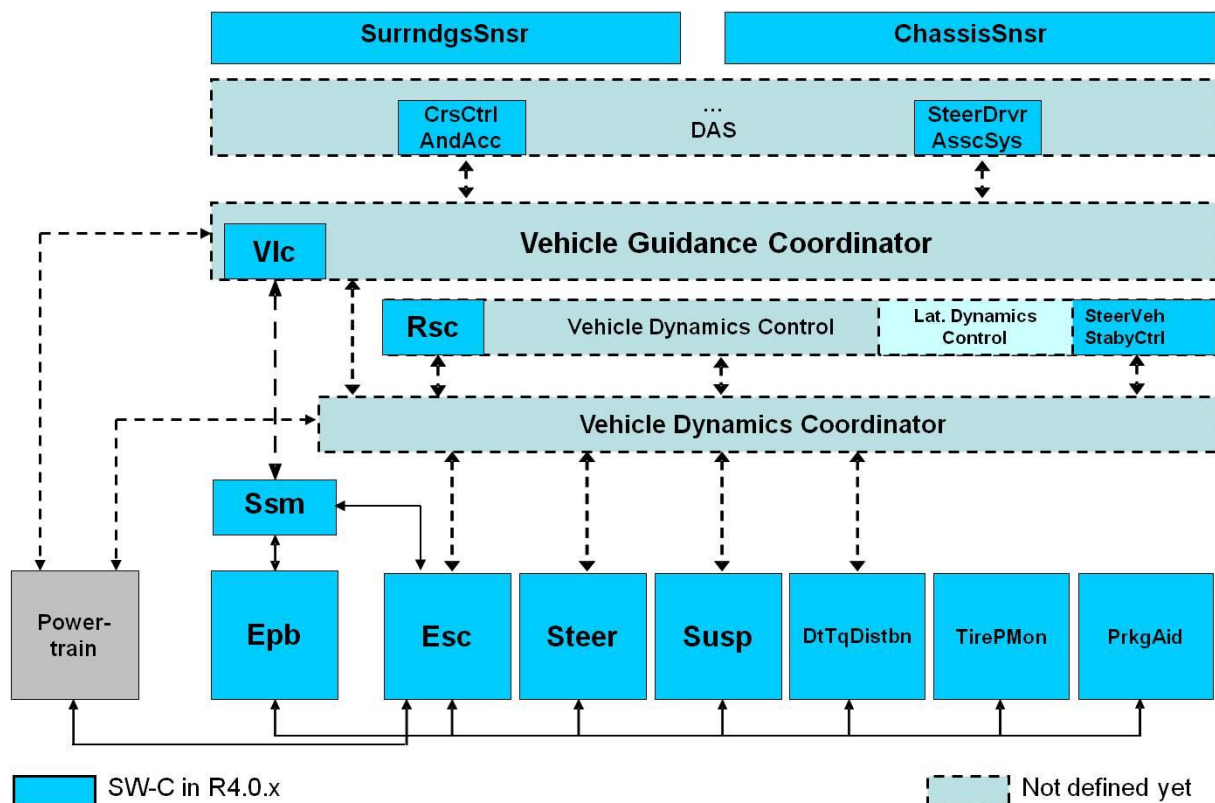 SurrndgsSnsr
ChassisSnsr
CrsCtrl
AndAcc
...
DAS
SteerDrvr
AsscSys
Vlc
Vehicle Guidance Coordinator
Rsc
Vehicle Dynamics Control
Lat. Dynamics
Control
SteerVeh
StabyCtrl
Vehicle Dynamics Coordinator
Ssm
Power-
train
Epb
Esc
Steer
Susp
DtTqDistbn
TirePMon
PrkgAid
SW-C in R4.0.x
Not defined yet